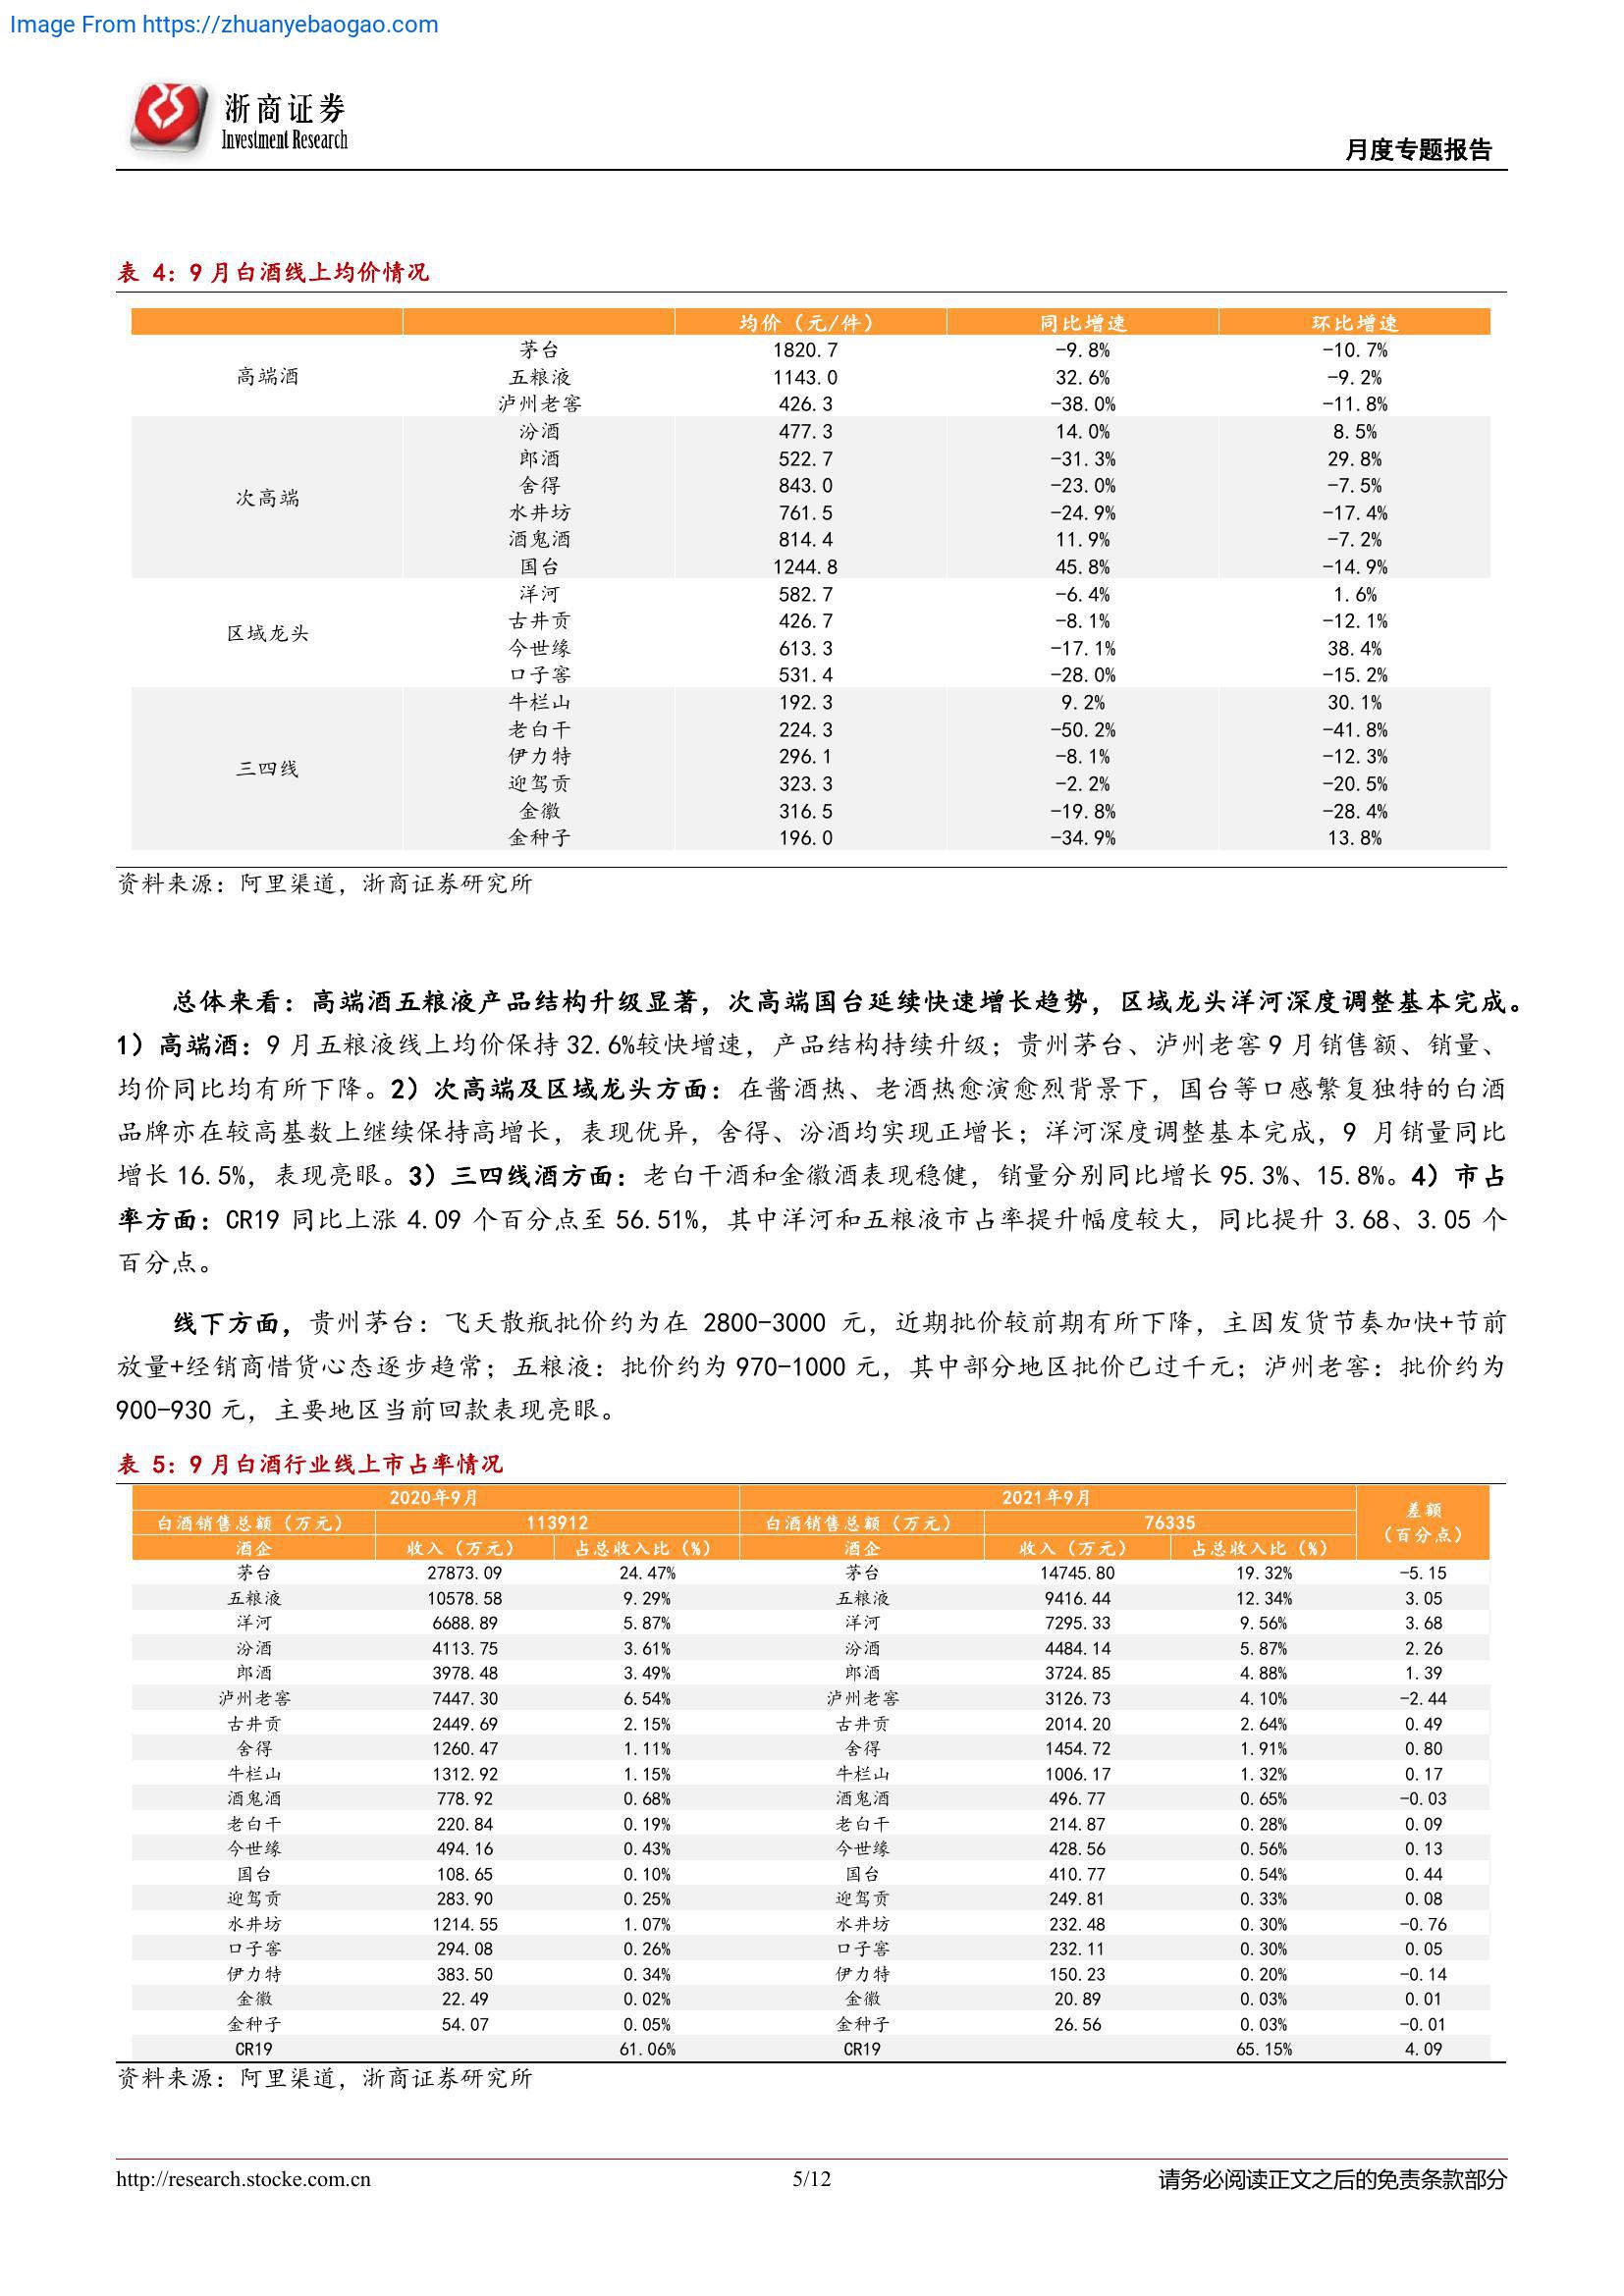 Image From https://zhuanyebaogao.com
浙商证券
Investment Research
月度专题报告
表 4: 9 月白酒线上均价情况
均价（元/件） 同比增速 环比增速
高端酒 茅台 1820.7 -9.8% -10.7%
五粮液 1143.0 32.6% -9.2%
泸州老窖 426.3 -38.0% -11.8%
次高端 汾酒 477.3 14.0% 8.5%
郎酒 522.7 -31.3% 29.8%
舍得 843.0 -23.0% -7.5%
水井坊 761.5 -24.9% -17.4%
酒鬼酒 814.4 11.9% -7.2%
国台 1244.8 45.8% -14.9%
区域龙头 洋河 582.7 -6.4% 1.6%
古井贡 426.7 -8.1% -12.1%
今世缘 613.3 -17.1% 38.4%
口子窖 531.4 -28.0% -15.2%
三四线 牛栏山 192.3 9.2% 30.1%
老白干 224.3 -50.2% -41.8%
伊力特 296.1 -8.1% -12.3%
迎驾贡 323.3 -2.2% -20.5%
金徽 316.5 -19.8% -28.4%
金种子 196.0 -34.9% 13.8%
资料来源：阿里渠道，浙商证券研究所
总体来看：高端酒五粮液产品结构升级显著，次高端国台延续快速增长趋势，区域龙头洋河深度调整基本完成。
1）高端酒：9 月五粮液线上均价保持 32.6%较快增速，产品结构持续升级；贵州茅台、泸州老窖 9 月销售额、销量、
均价同比均有所下降。2）次高端及区域龙头方面：在酱酒热、老酒热愈演愈烈背景下，国台等口感繁复独特的白酒
品牌亦在较高基数上继续保持高增长，表现优异，舍得、汾酒均实现正增长；洋河深度调整基本完成，9 月销量同比
增长 16.5%，表现亮眼。3）三四线酒方面：老白干酒和金徽酒表现稳健，销量分别同比增长 95.3%、15.8%。4）市占
率方面：CR19 同比上涨 4.09 个百分点至 56.51%，其中洋河和五粮液市占率提升幅度较大，同比提升 3.68、3.05 个
百分点。
线下方面，贵州茅台：飞天散瓶批价约为在 2800-3000 元，近期批价较前期有所下降，主因发货节奏加快+节前
放量+经销商惜货心态逐步趋常；五粮液：批价约为 970-1000 元，其中部分地区批价已过千元；泸州老窖：批价约为
900-930 元，主要地区当前回款表现亮眼。
表 5: 9 月白酒行业线上市占率情况
2020年9月 2021年9月 差额（百分点）
白酒销售总额（万元） 113912 白酒销售总额（万元） 76335
酒企 收入（万元） 占总收入比（%） 酒企 收入（万元） 占总收入比（%）
茅台 27873.09 24.47% 茅台 14745.80 19.32% -5.15
五粮液 10578.58 9.29% 五粮液 9416.44 12.34% 3.05
洋河 6688.89 5.87% 洋河 7295.33 9.56% 3.68
汾酒 4113.75 3.61% 汾酒 4484.14 5.87% 2.26
郎酒 3978.48 3.49% 郎酒 3724.85 4.88% 1.39
泸州老窖 7447.30 6.54% 泸州老窖 3126.73 4.10% -2.44
古井贡 2449.69 2.15% 古井贡 2014.20 2.64% 0.49
舍得 1260.47 1.11% 舍得 1454.72 1.91% 0.80
牛栏山 1312.92 1.15% 牛栏山 1006.17 1.32% 0.17
酒鬼酒 778.92 0.68% 酒鬼酒 496.77 0.65% -0.03
老白干 220.84 0.19% 老白干 214.87 0.28% 0.09
今世缘 494.16 0.43% 今世缘 428.56 0.56% 0.13
国台 108.65 0.10% 国台 410.77 0.54% 0.44
迎驾贡 283.90 0.25% 迎驾贡 249.81 0.33% 0.08
水井坊 1214.55 1.07% 水井坊 232.48 0.30% -0.76
口子窖 294.08 0.26% 口子窖 232.11 0.30% 0.05
伊力特 383.50 0.34% 伊力特 150.23 0.20% -0.14
金徽 22.49 0.02% 金徽 20.89 0.03% 0.01
金种子 54.07 0.05% 金种子 26.56 0.03% -0.01
CR19 61.06% CR19 65.15% 4.09
资料来源：阿里渠道，浙商证券研究所
http://research.stocke.com.cn 5/12 请务必阅读正文之后的免责条款部分